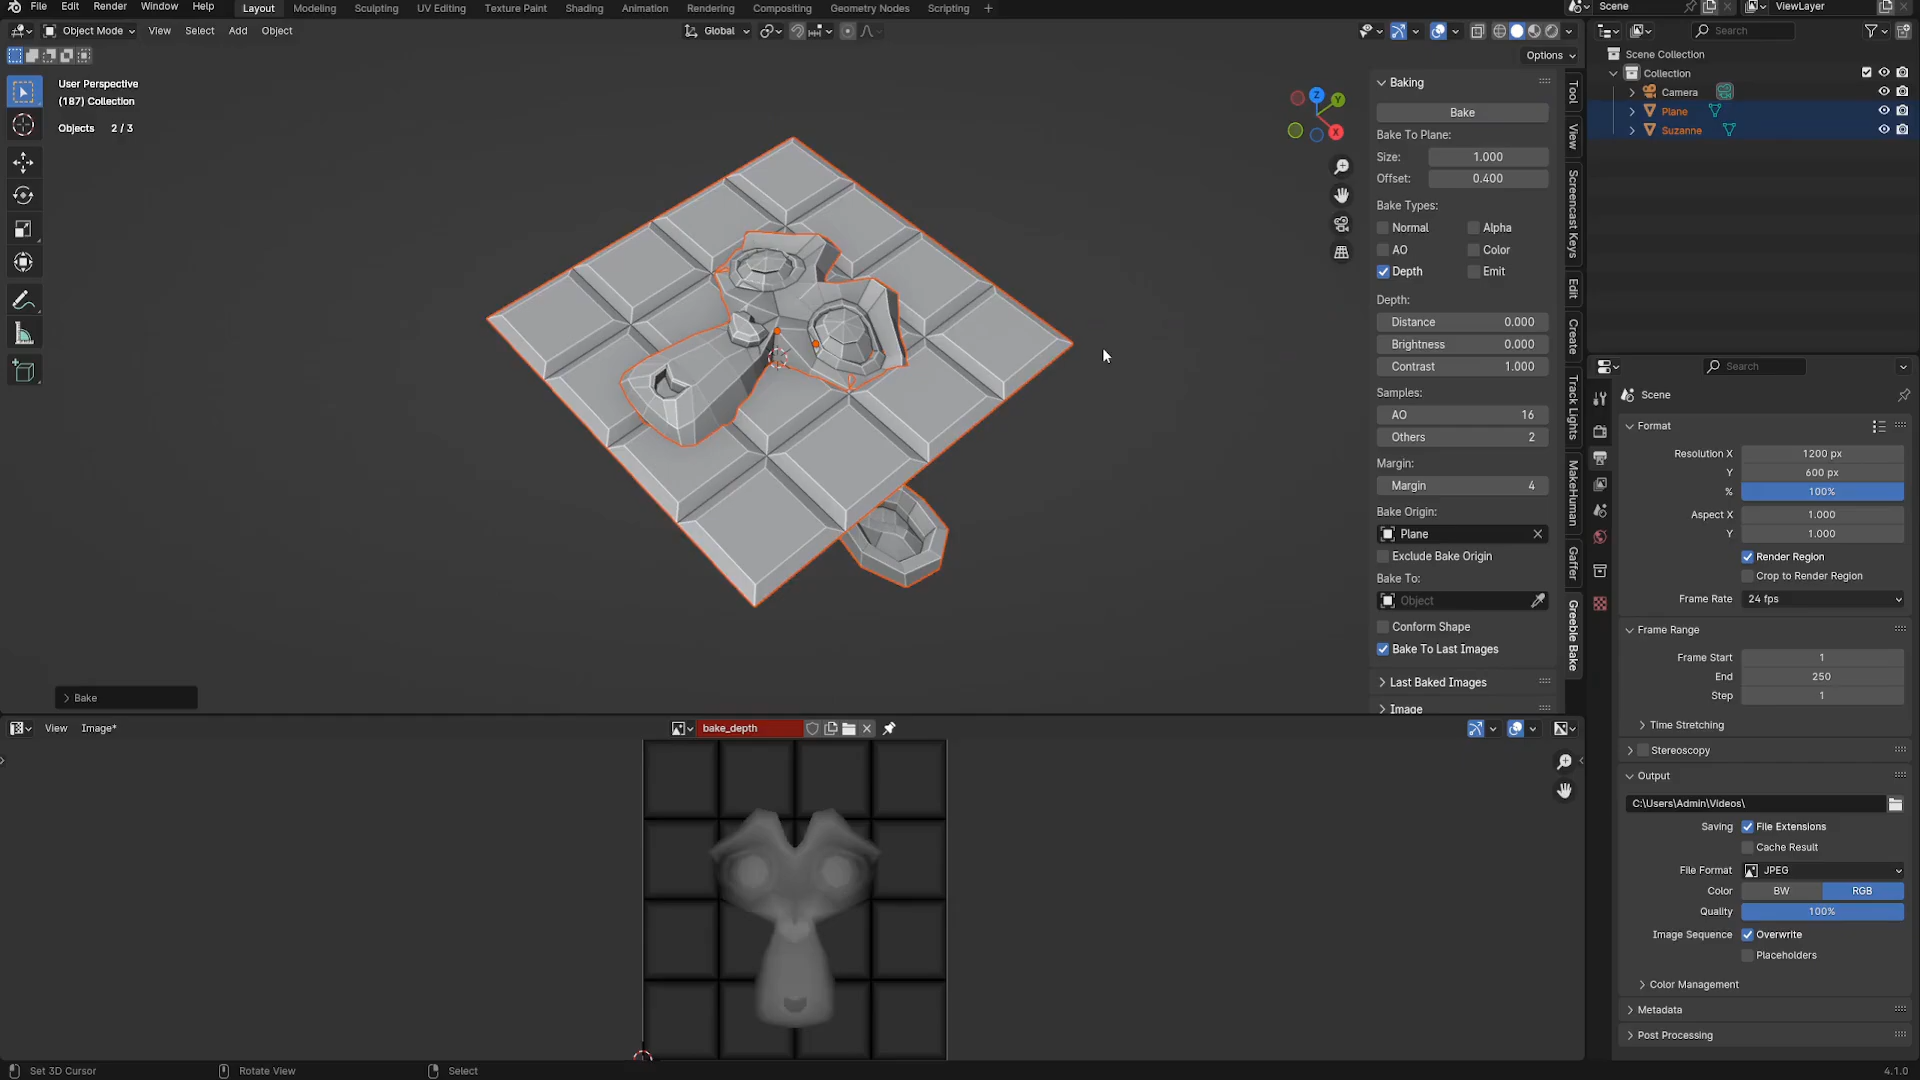 File Edit Render Window Help Layout Modeling Sculpting UV Editing Texture Paint Shading Animation Rendering Compositing Geometry Nodes Scripting + Scene ViewLayer
Object Mode View Select Add Object Global Search
Options
User Perspective
(187) Collection
Objects 2 / 3
Z
Y
X
Baking
Bake
Bake To Plane:
Size: 1.000
Offset: 0.400
Bake Types:
Normal Alpha
AO Color
Depth Emit
Depth:
Distance 0.000
Brightness 0.000
Contrast 1.000
Samples:
AO 16
Others 2
Margin:
Margin 4
Bake Origin:
Plane
Exclude Bake Origin
Bake To:
Object
Conform Shape
Bake To Last Images
Last Baked Images
Image
Tool
View
Screencast Keys
Edit
Create
Track Lights
MakeHuman
Gaffer
Greeble Bake
Bake
View Image* bake_depth
Scene Collection
Collection
Camera
Plane
Suzanne
Search
Scene
Format
Resolution X 1200 px
Y 600 px
% 100%
Aspect X 1.000
Y 1.000
Render Region
Crop to Render Region
Frame Rate 24 fps
Frame Range
Frame Start 1
End 250
Step 1
Time Stretching
Stereoscopy
Output
C:\Users\Admin\Videos\
Saving File Extensions
Cache Result
File Format JPEG
Color BW RGB
Quality 100%
Image Sequence Overwrite
Placeholders
Color Management
Metadata
Post Processing
Set 3D Cursor Rotate View Select 4.1.0